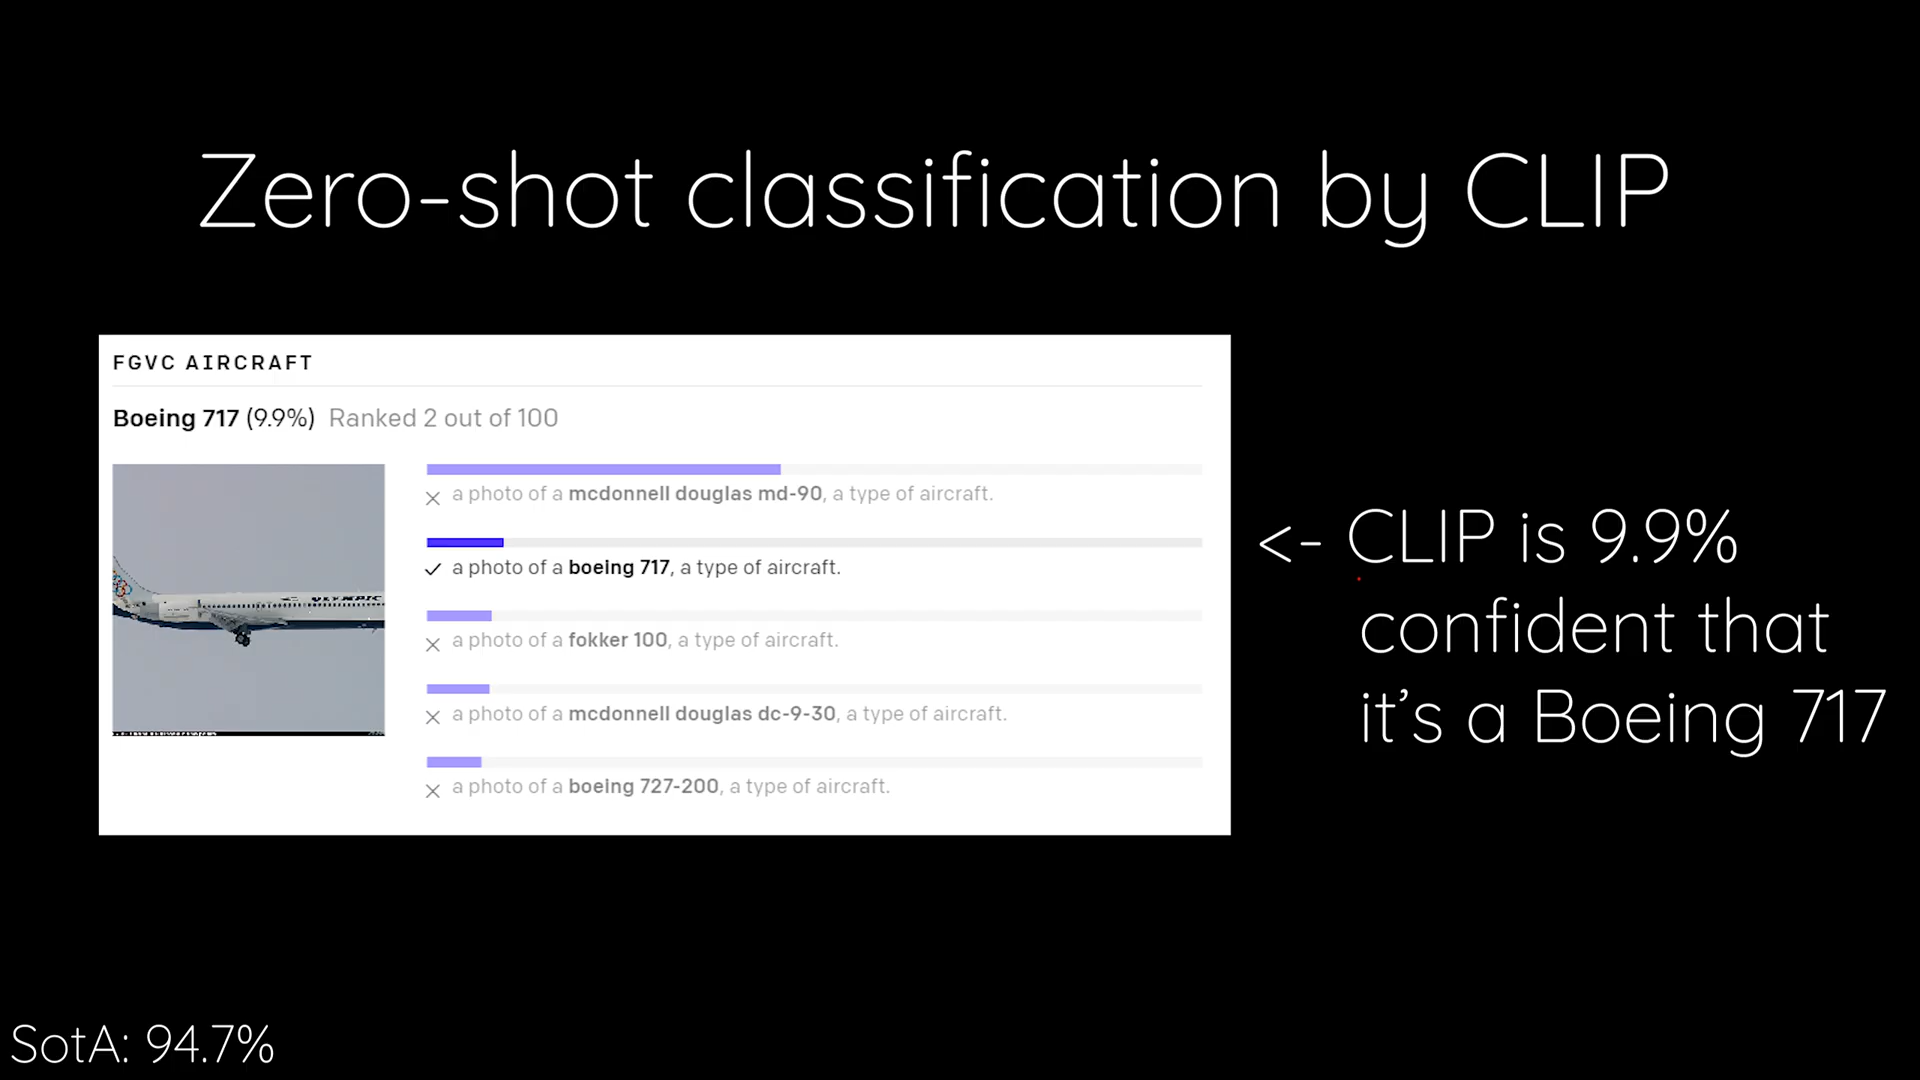 Zero-shot classification by CLIP
FGVC AIRCRAFT
Boeing 717 (9.9%) Ranked 2 out of 100
a photo of a mcdonnell douglas md-90, a type of aircraft.
a photo of a boeing 717, a type of aircraft.
OLYMPIC
a photo of a fokker 100, a type of aircraft.
a photo of a mcdonnell douglas dc-9-30, a type of aircraft.
a photo of a boeing 727-200, a type of aircraft.
<- CLIP is 9.9%
confident that
it's a Boeing 717
SotA: 94.7%